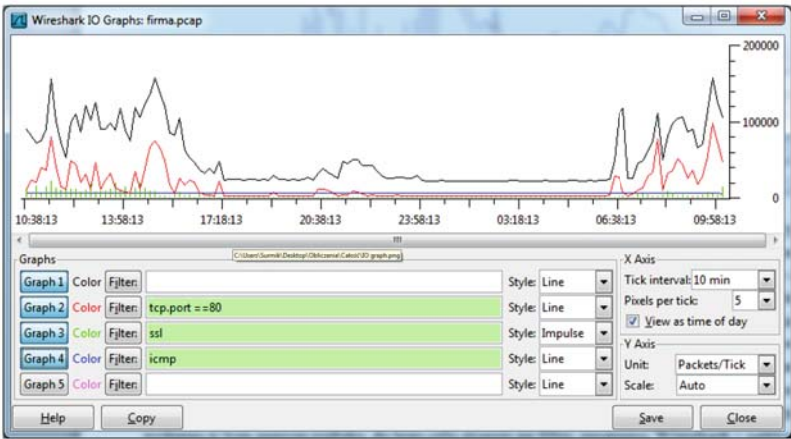 Wireshark IO Graphs: firma.pcap
200000
100000
0
10:38:13 13:58:13 17:18:13 20:38:13 23:58:13 03:18:13 06:38:13 09:58:13
Graphs
X Axis
Graph 1 Color Filter: Style: Line
Tick interval: 10 min
Graph 2 Color Filter: tcp.port ==80 Style: Line
Pixels per tick: 5
Graph 3 Color Filter: ssl Style: Impulse
View as time of day
Graph 4 Color Filter: icmp Style: Line
Y Axis
Unit: Packets/Tick
Graph 5 Color Filter: Style: Line
Scale: Auto
Help Copy Save Close